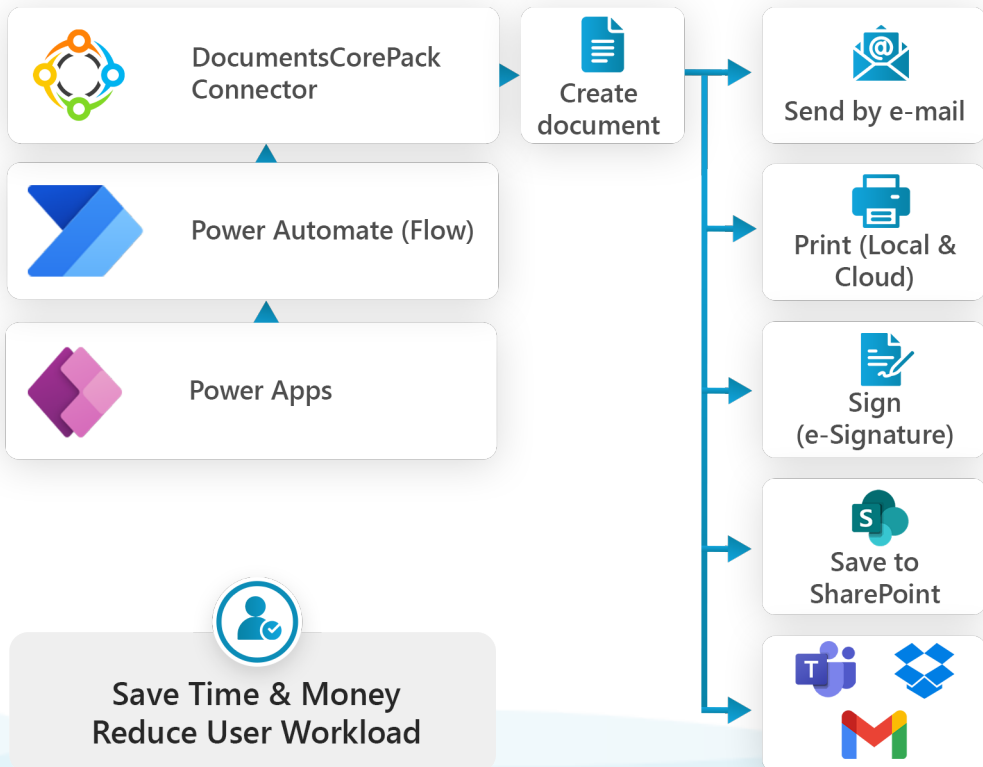 DocumentsCorePack
Connector
Create
document
@
Send by e-mail
Power Automate (Flow)
Print (Local &
Cloud)
Power Apps
Sign
(e-Signature)
S
Save to
SharePoint
T
Save Time & Money
Reduce User Workload